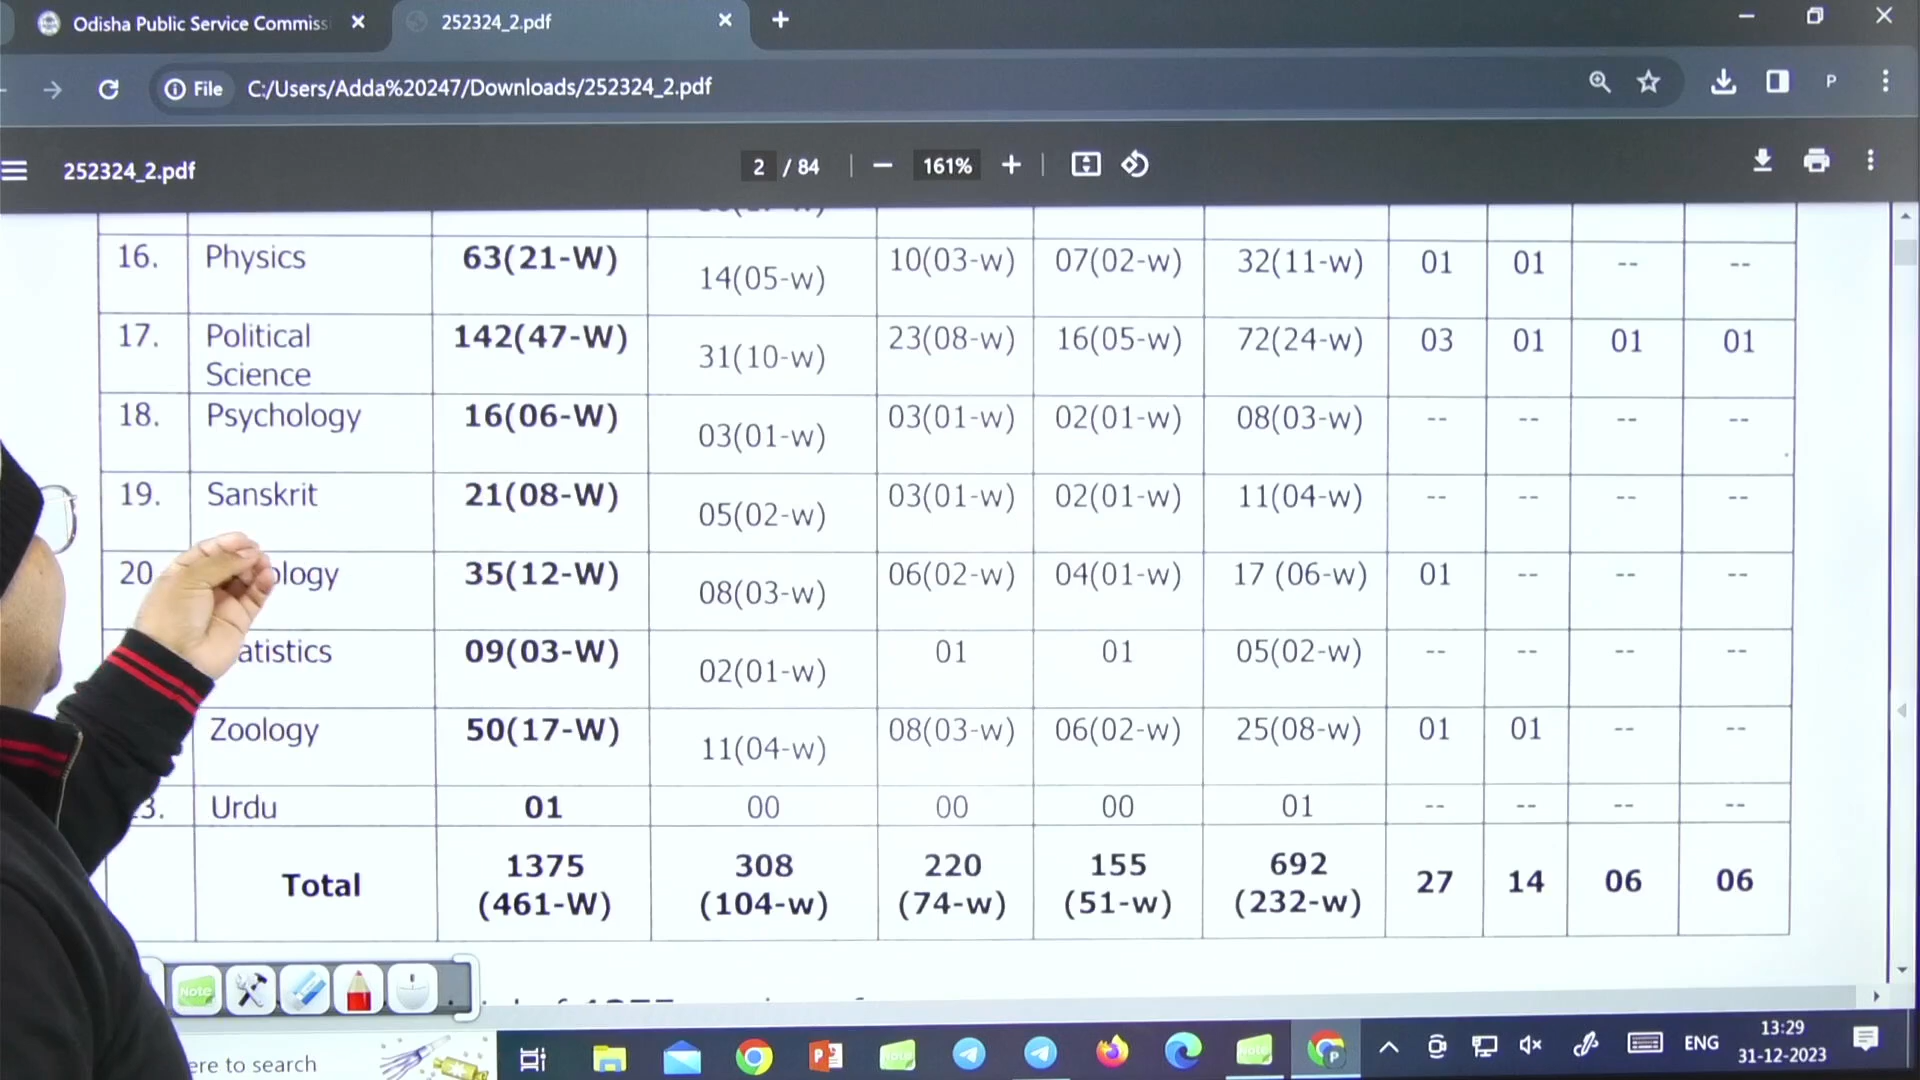 Odisha Public Service Commiss
252324_2.pdf
File C:/Users/Adda%20247/Downloads/252324_2.pdf P
252324_2.pdf 2 / 84 161%
16. Physics 63(21-W) 14(05-w) 10(03-w) 07(02-w) 32(11-w) 01 01 -- --
17. Political Science 142(47-W) 31(10-w) 23(08-w) 16(05-w) 72(24-w) 03 01 01 01
18. Psychology 16(06-W) 03(01-w) 03(01-w) 02(01-w) 08(03-w) -- -- -- --
19. Sanskrit 21(08-W) 05(02-w) 03(01-w) 02(01-w) 11(04-w) -- -- -- --
20 ology 35(12-W) 08(03-w) 06(02-w) 04(01-w) 17 (06-w) 01 -- -- --
atistics 09(03-W) 02(01-w) 01 01 05(02-w) -- -- -- --
Zoology 50(17-W) 11(04-w) 08(03-w) 06(02-w) 25(08-w) 01 01 -- --
3. Urdu 01 00 00 00 01 -- -- -- --
Total 1375 (461-W) 308 (104-w) 220 (74-w) 155 (51-w) 692 (232-w) 27 14 06 06
Note
ere to search
ENG
13:29
31-12-2023